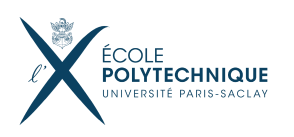 l'X
ÉCOLE
POLYTECHNIQUE
UNIVERSITÉ PARIS-SACLAY